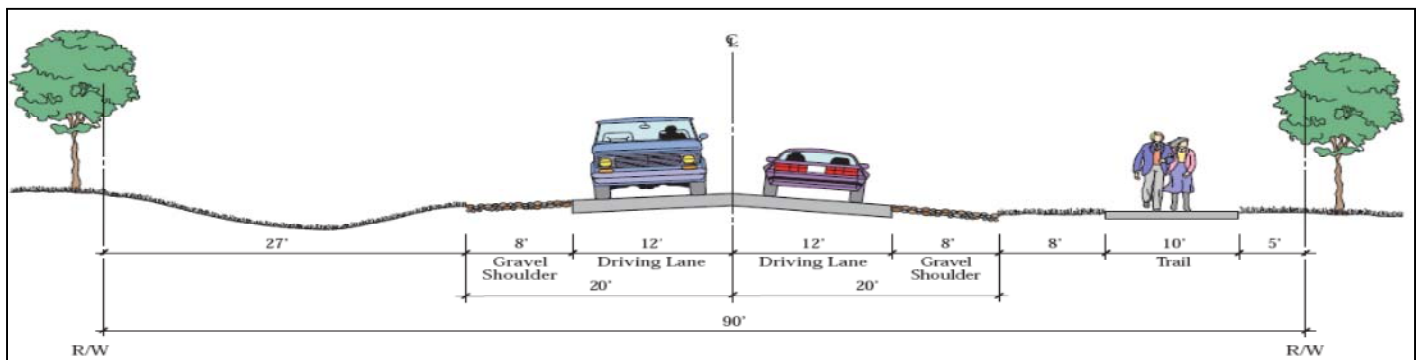 ℄
27'
8'
12'
12'
8'
8'
10'
5'
Gravel
Shoulder
Driving Lane
Driving Lane
Gravel
Shoulder
Trail
20'
20'
90'
R/W
R/W